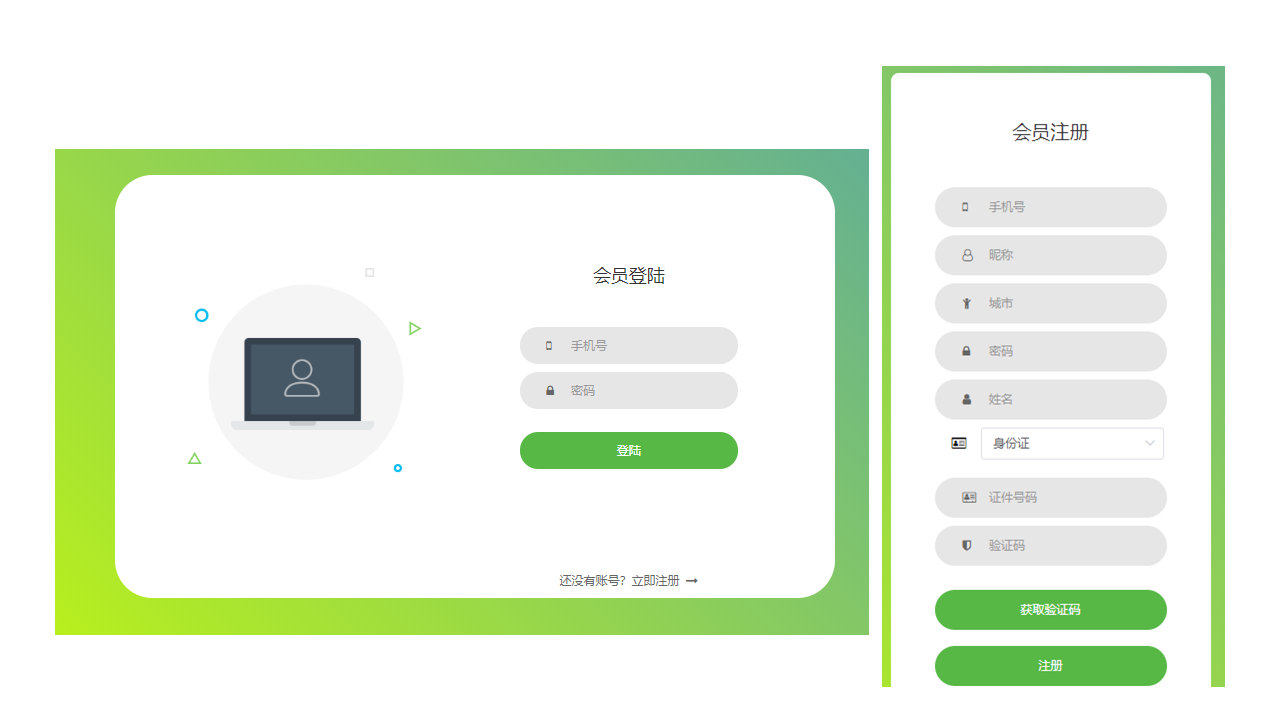 会员登陆
手机号
密码
登陆
还没有账号？立即注册
会员注册
手机号
昵称
城市
密码
姓名
身份证
证件号码
验证码
获取验证码
注册